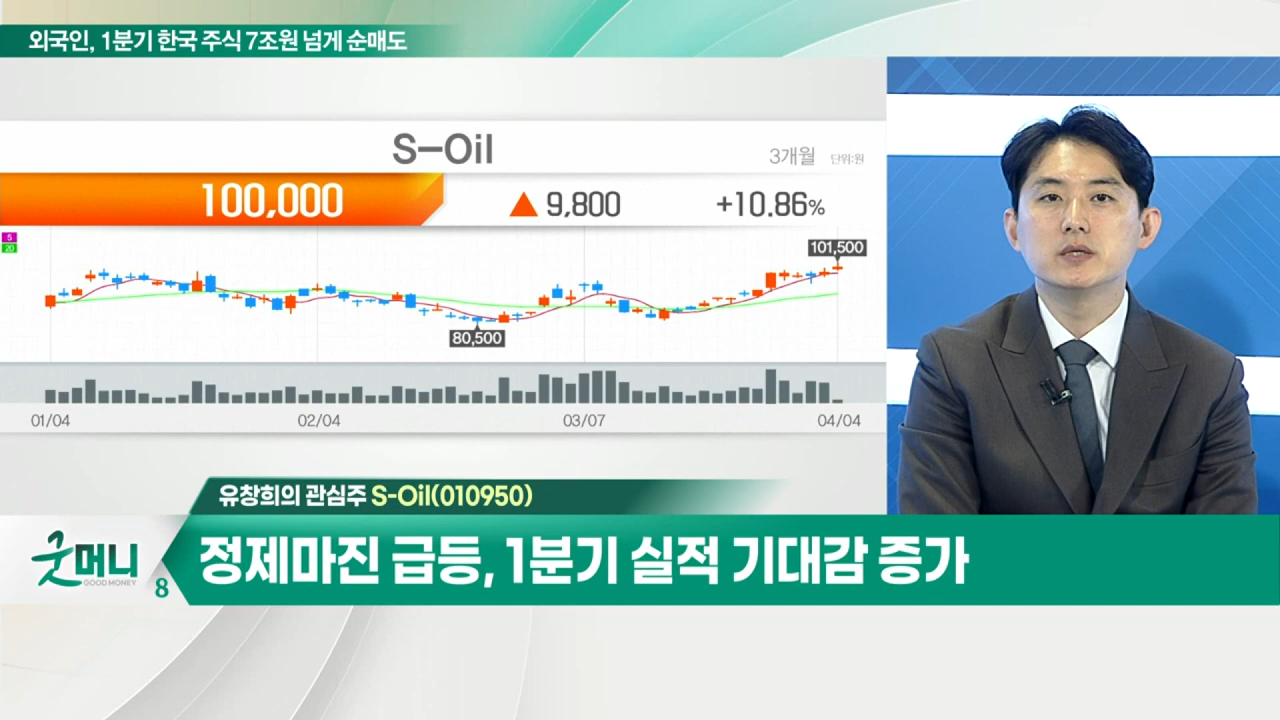 외국인, 1분기 한국 주식 7조원 넘게 순매도
S-Oil
3개월 단위:원
100,000 ▲ 9,800 +10.86%
5
20
101,500
80,500
01/04 02/04 03/07 04/04
유창희의 관심주 S-Oil(010950)
굿머니
GOOD MONEY
8
정제마진 급등, 1분기 실적 기대감 증가